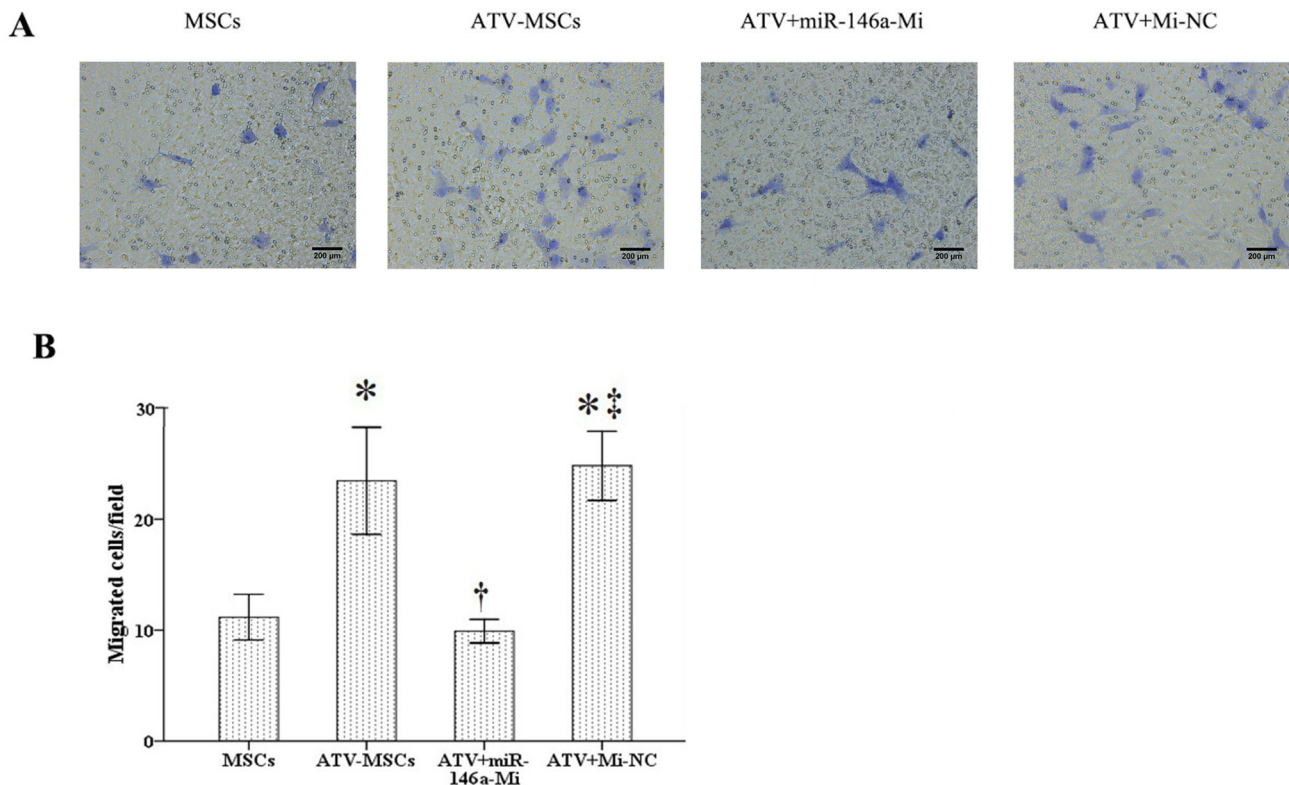 A
MSCs ATV-MSCs ATV+miR-146a-Mi ATV+Mi-NC
200 μm 200 μm 200 μm 200 μm
B
* *‡
†
Migrated cells/field
30
20
10
0
MSCs ATV-MSCs ATV+miR- ATV+Mi-NC
146a-Mi